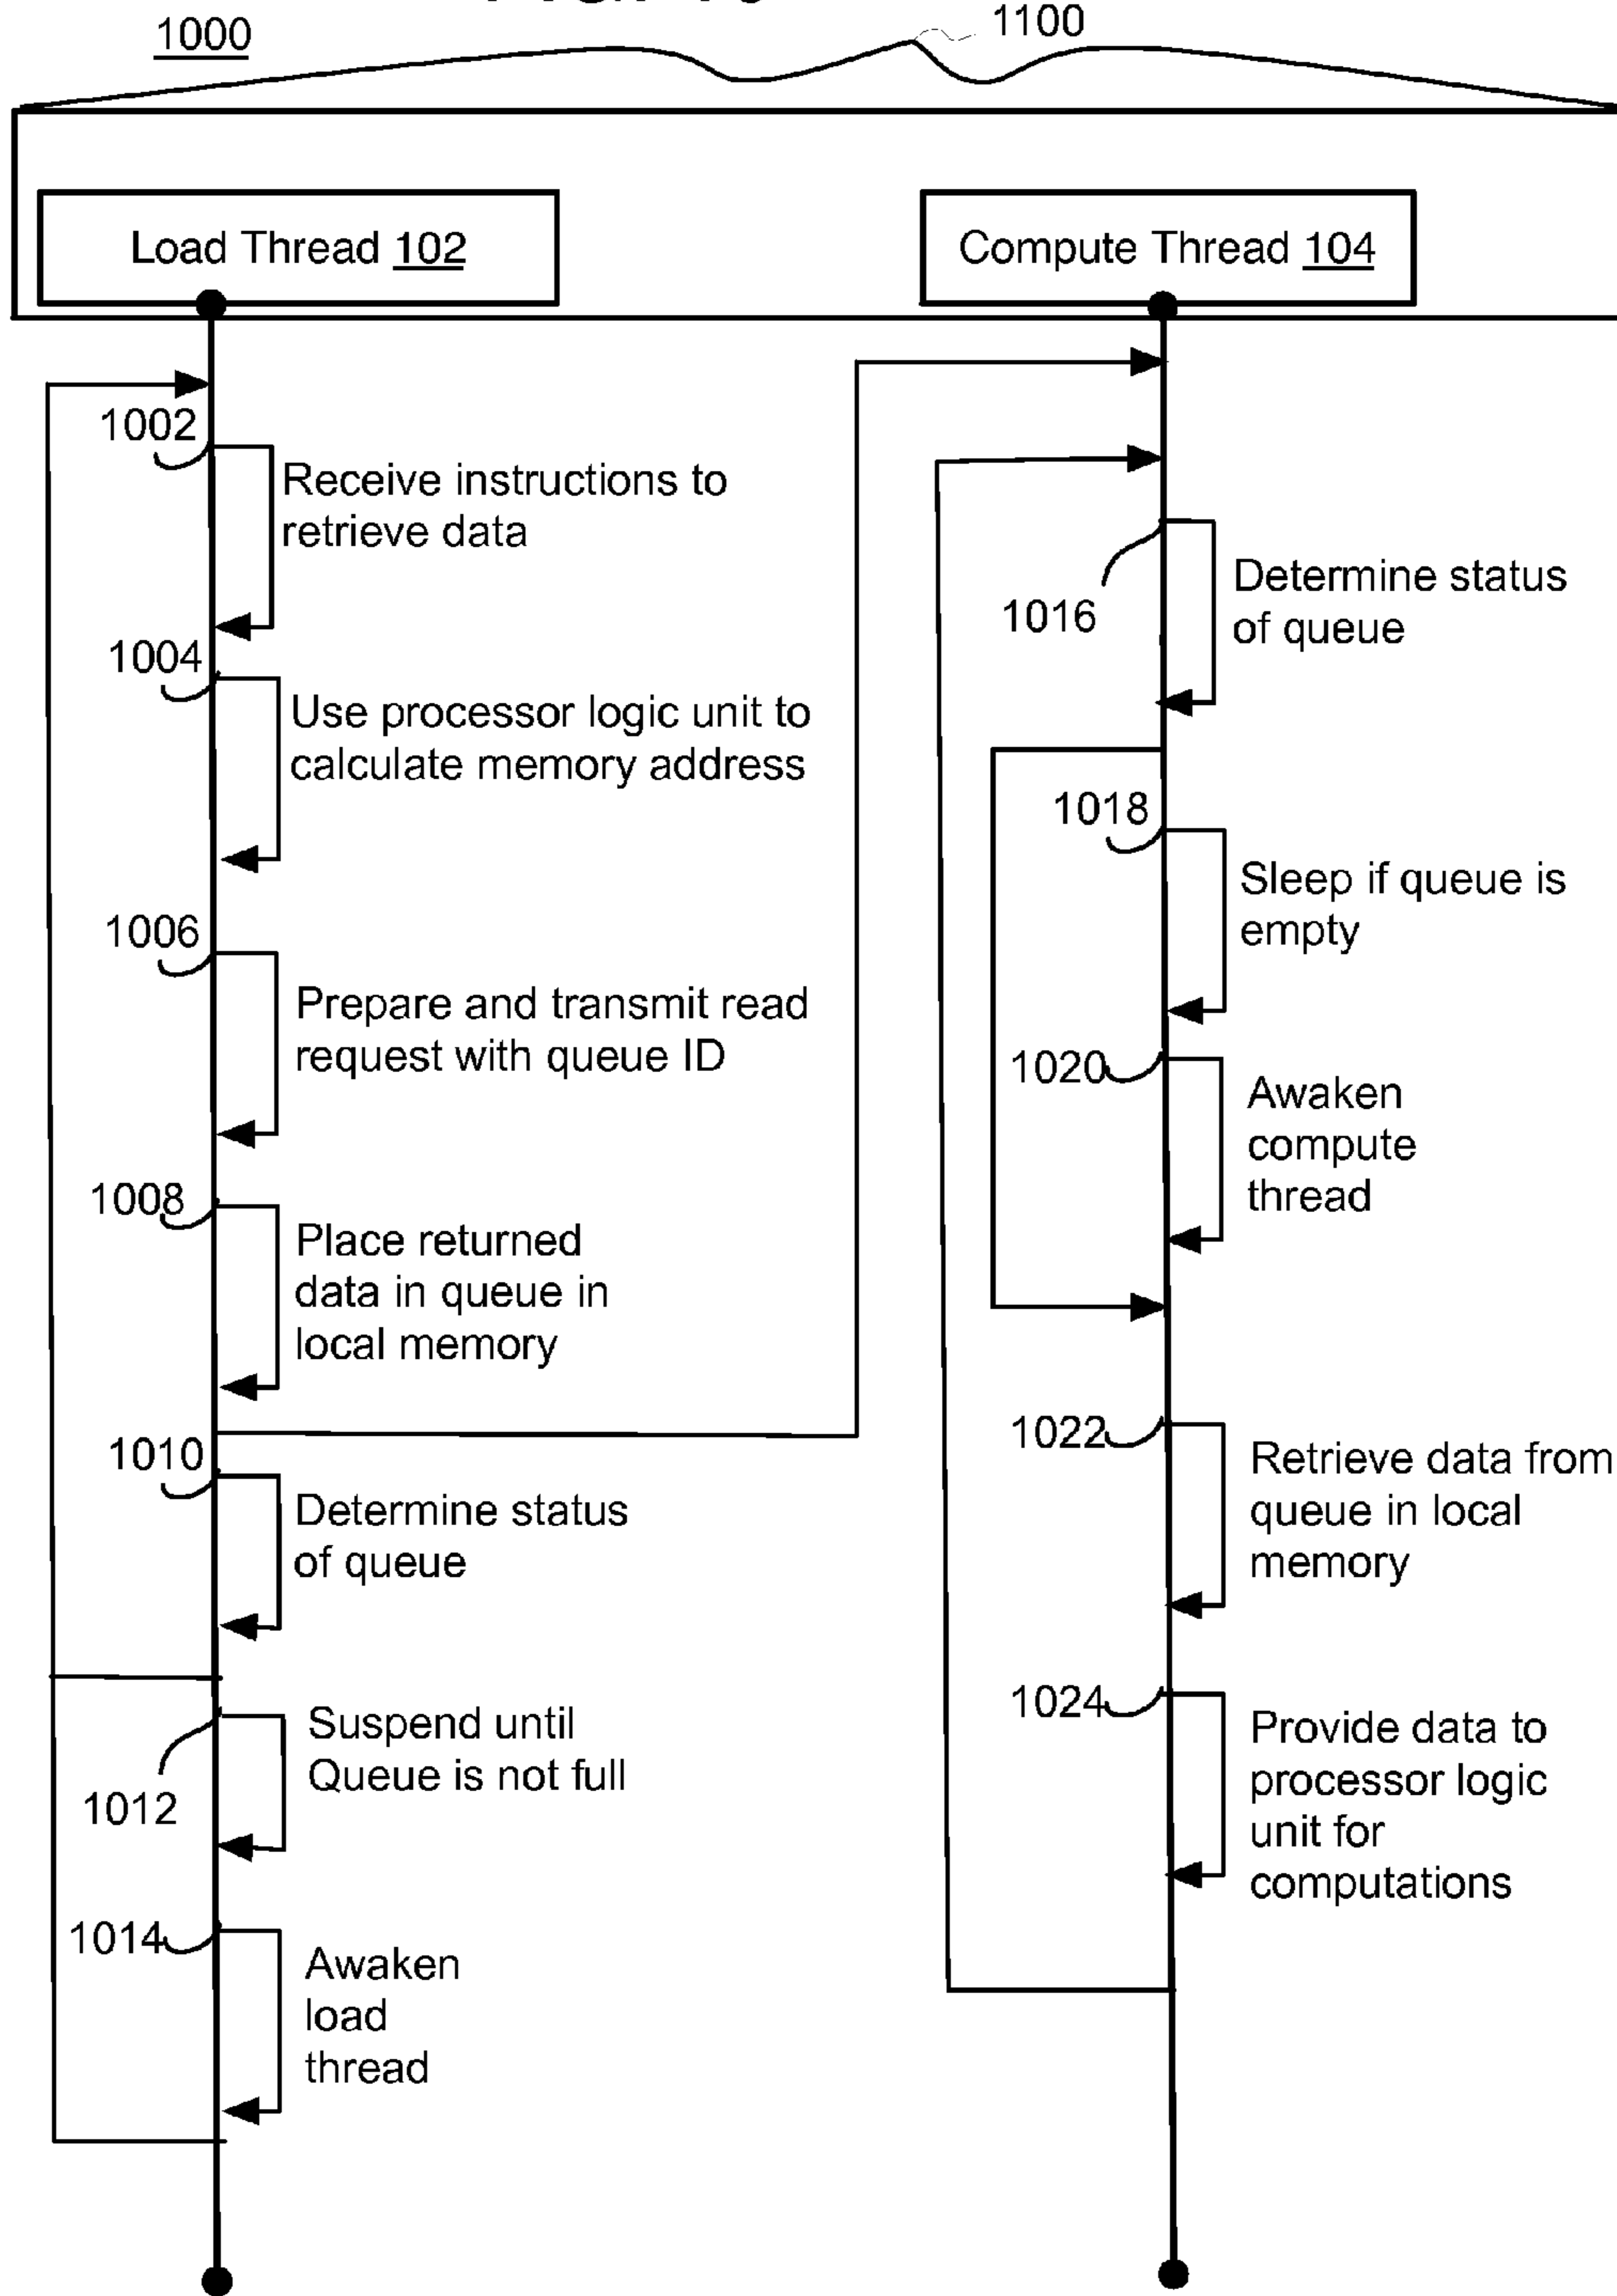 1000
1100
Load Thread 102
Compute Thread 104
1002
Receive instructions to
retrieve data
1004
Use processor logic unit to
calculate memory address
1006
Prepare and transmit read
request with queue ID
1008
Place returned
data in queue in
local memory
1010
Determine status
of queue
1012
Suspend until
Queue is not full
1014
Awaken
load
thread
1016
Determine status
of queue
1018
Sleep if queue is
empty
1020
Awaken
compute
thread
1022
Retrieve data from
queue in local
memory
1024
Provide data to
processor logic
unit for
computations